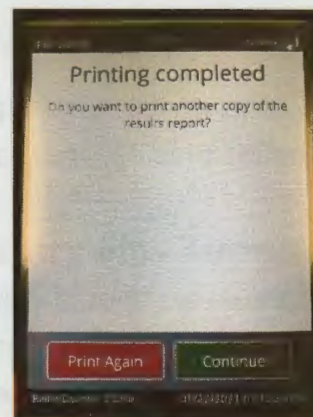 Printing completed
Do you want to print another copy of the
results report?
Print Again
Continue